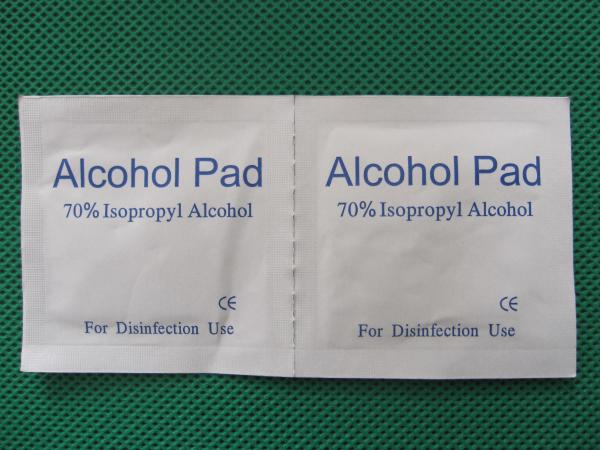 Alcohol Pad
70% Isopropyl Alcohol
CE
For Disinfection Use
Alcohol Pad
70% Isopropyl Alcohol
CE
For Disinfection Use